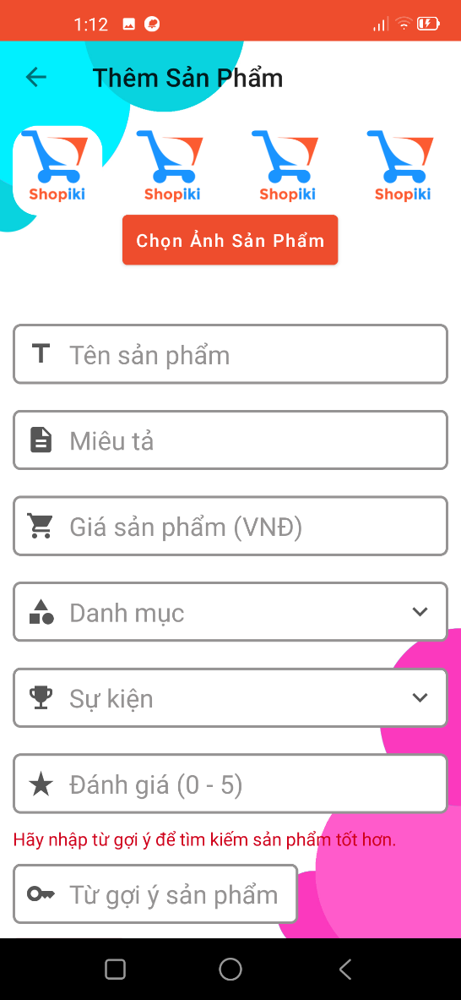 1:12
Thêm Sản Phẩm
Shopiki Shopiki Shopiki Shopiki
Chọn Ảnh Sản Phẩm
Tên sản phẩm
Miêu tả
Giá sản phẩm (VNĐ)
Danh mục
Sự kiện
Đánh giá (0 - 5)
Hãy nhập từ gợi ý để tìm kiếm sản phẩm tốt hơn.
Từ gợi ý sản phẩm